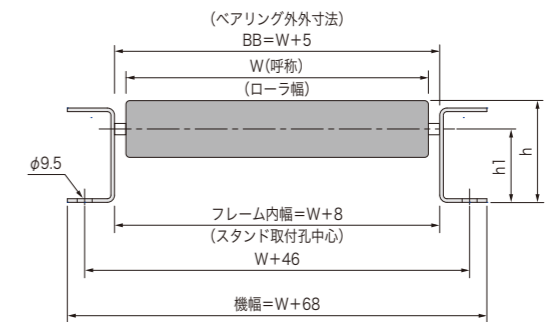 (ベアリング外外寸法)
BB=W+5
W(呼称)
(ローラ幅)
φ9.5
h1
h
フレーム内幅=W+8
(スタンド取付孔中心)
W+46
機幅=W+68